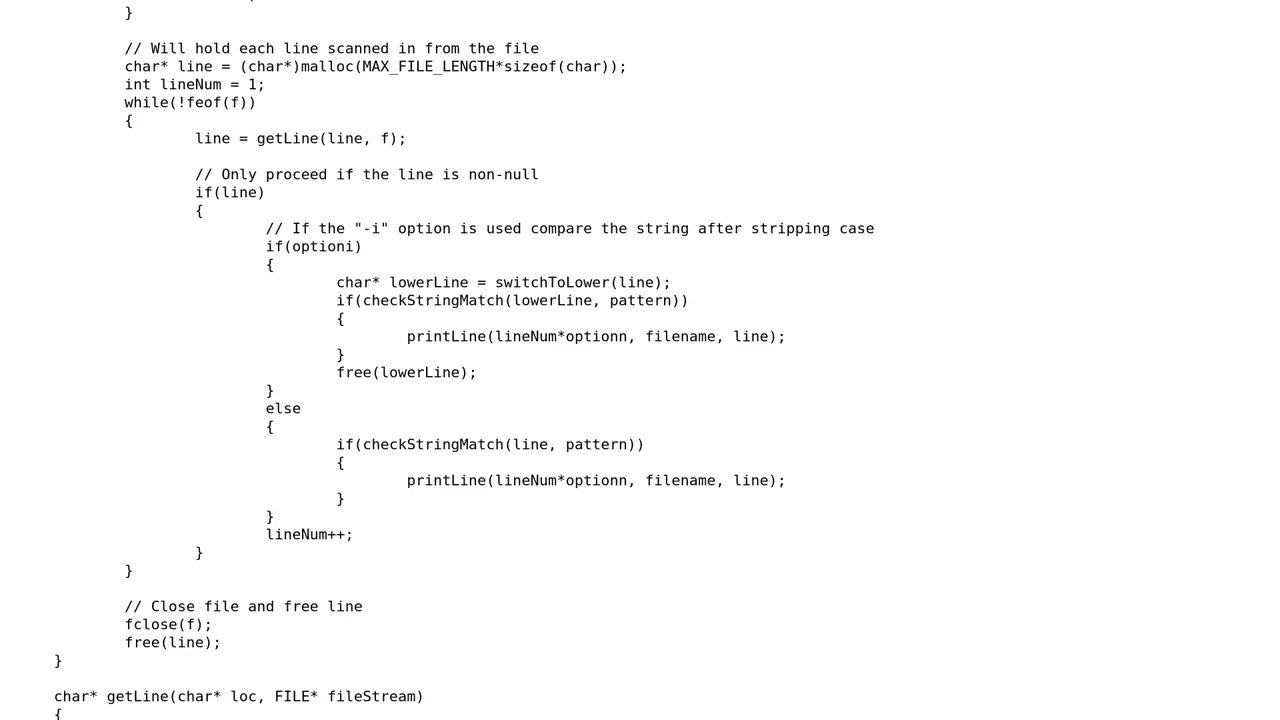 }
// Will hold each line scanned in from the file
char* line = (char*)malloc(MAX_FILE_LENGTH*sizeof(char));
int lineNum = 1;
while(!feof(f))
{
line = getLine(line, f);
// Only proceed if the line is non-null
if(line)
{
// If the "-i" option is used compare the string after stripping case
if(optioni)
{
char* lowerLine = switchToLower(line);
if(checkStringMatch(lowerLine, pattern))
{
printLine(lineNum*optionn, filename, line);
}
free(lowerLine);
}
else
{
if(checkStringMatch(line, pattern))
{
printLine(lineNum*optionn, filename, line);
}
}
lineNum++;
}
}
// Close file and free line
fclose(f);
free(line);
}
char* getLine(char* loc, FILE* fileStream)
{